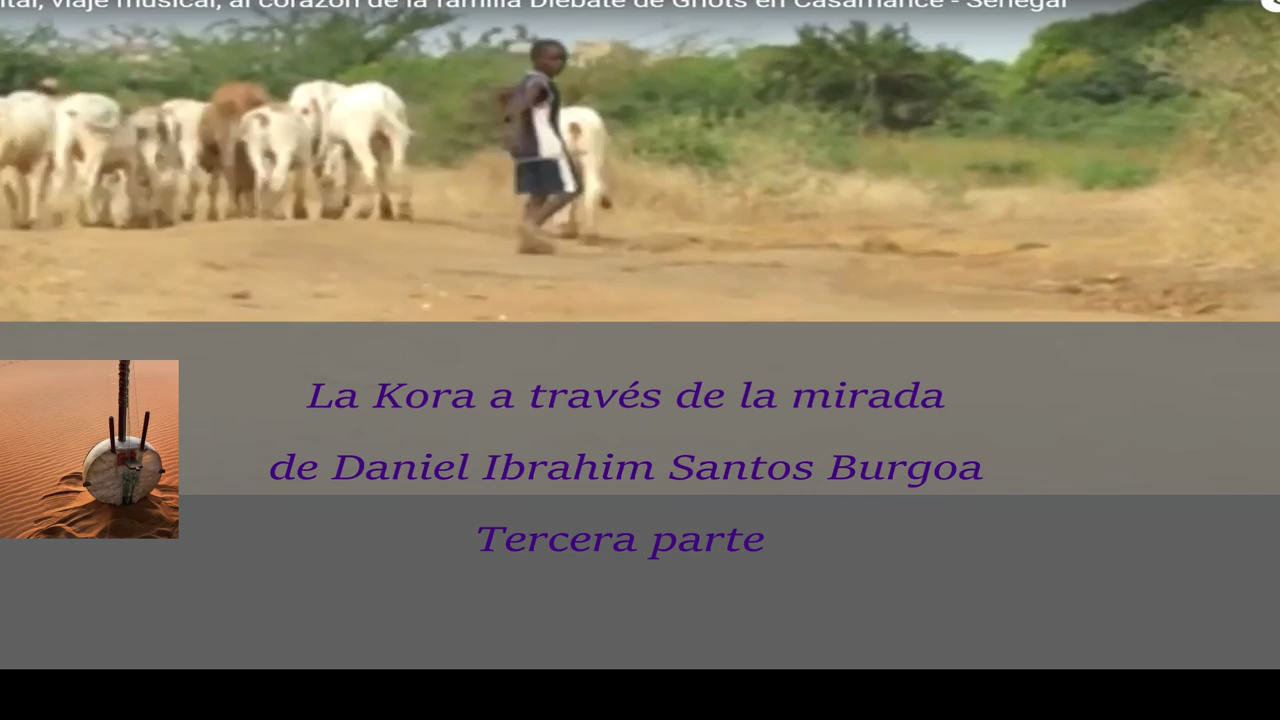 viaje musical, al corazón de la familia Diebate de Griots en Casamance - Senegal
La Kora a través de la mirada
de Daniel Ibrahim Santos Burgoa
Tercera parte